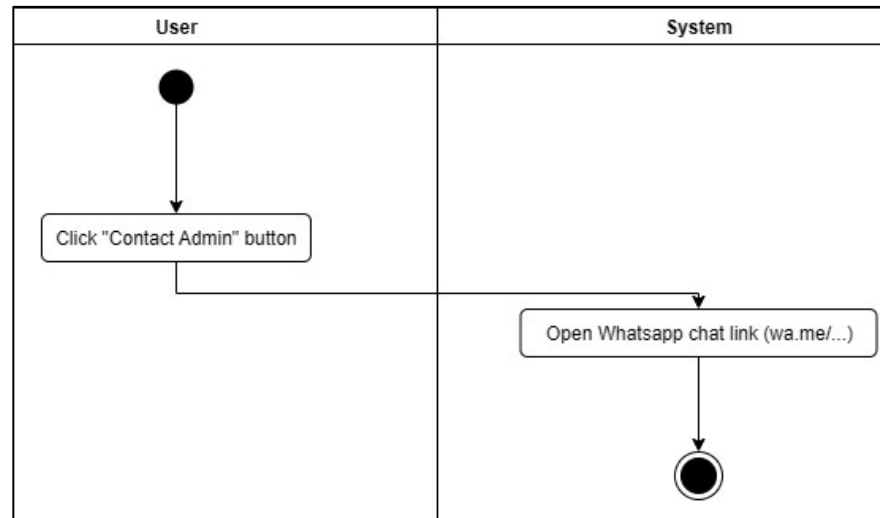 User
System
Click "Contact Admin" button
Open Whatsapp chat link (wa.me/...)